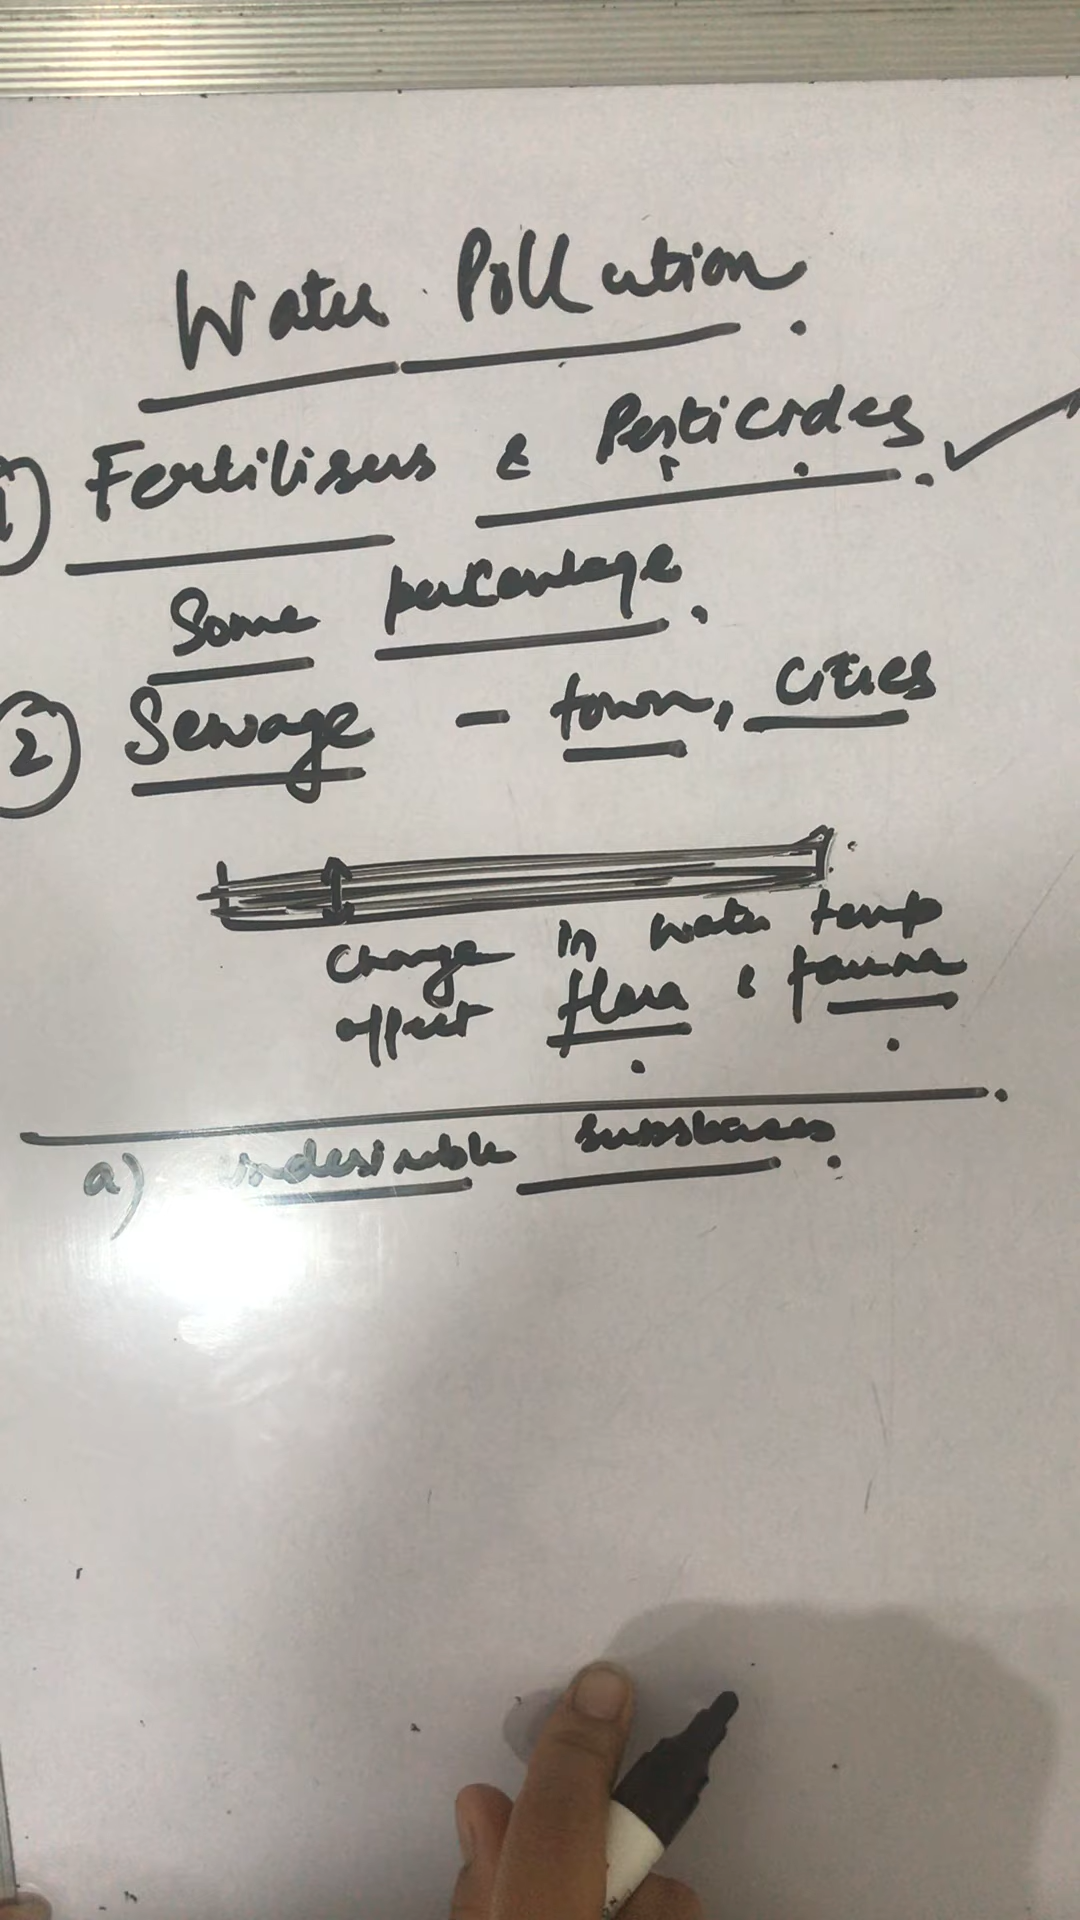 Water Pollution
1) Fertilisers & Pesticides
Some percentage
2 Sewage - town, cities
Change in water temp
affect flora & fauna
a) undesirable substances